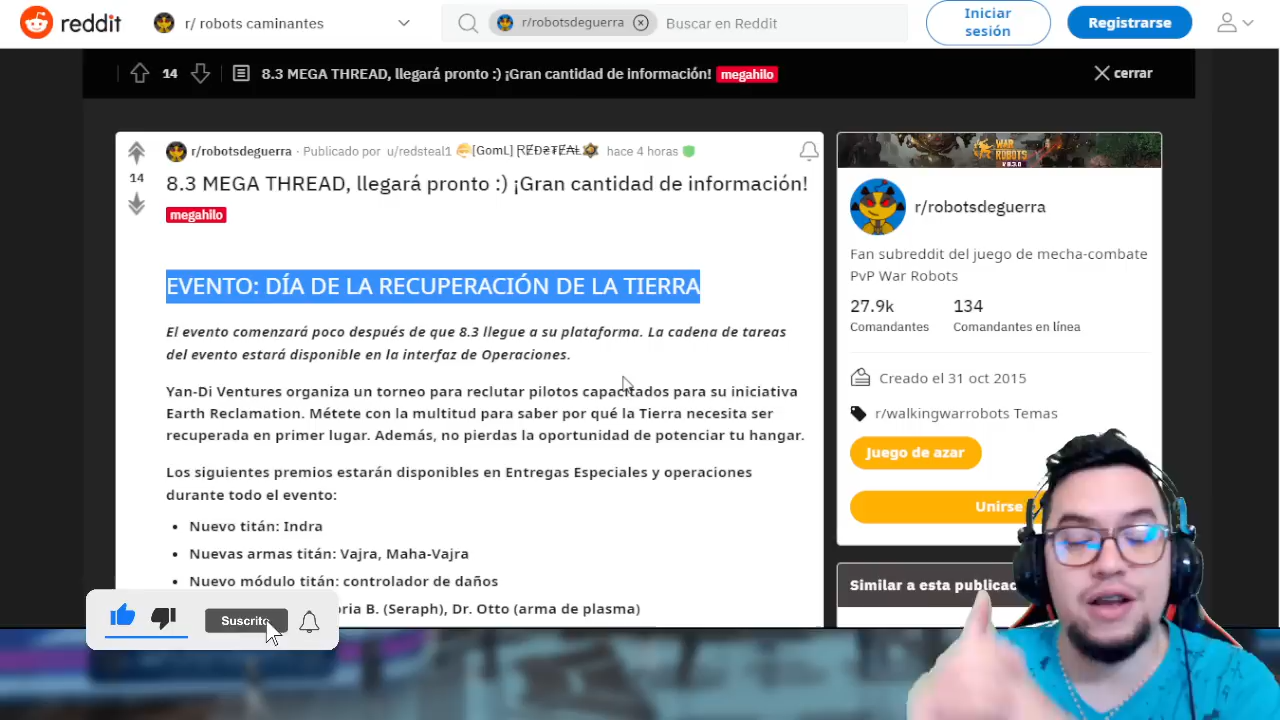 reddit
r/ robots caminantes
r/robotsdeguerra
Buscar en Reddit
Iniciar
sesión
Registrarse
14
8.3 MEGA THREAD, llegará pronto :) ¡Gran cantidad de información!
megahilo
cerrar
r/robotsdeguerra · Publicado por u/redsteal1
hace 4 horas
14
8.3 MEGA THREAD, llegará pronto :) ¡Gran cantidad de información!
megahilo
EVENTO: DÍA DE LA RECUPERACIÓN DE LA TIERRA
El evento comenzará poco después de que 8.3 llegue a su plataforma. La cadena de tareas
del evento estará disponible en la interfaz de Operaciones.
Yan-Di Ventures organiza un torneo para reclutar pilotos capacitados para su iniciativa
Earth Reclamation. Métete con la multitud para saber por qué la Tierra necesita ser
recuperada en primer lugar. Además, no pierdas la oportunidad de potenciar tu hangar.
Los siguientes premios estarán disponibles en Entregas Especiales y operaciones
durante todo el evento:
• Nuevo titán: Indra
• Nuevas armas titán: Vajra, Maha-Vajra
• Nuevo módulo titán: controlador de daños
B. (Seraph), Dr. Otto (arma de plasma)
WAR
ROBOTS
r/robotsdeguerra
Fan subreddit del juego de mecha-combate
PvP War Robots
27.9k 134
Comandantes Comandantes en línea
Creado el 31 oct 2015
r/walkingwarrobots Temas
Juego de azar
Unirse
Similar a esta
Suscrito